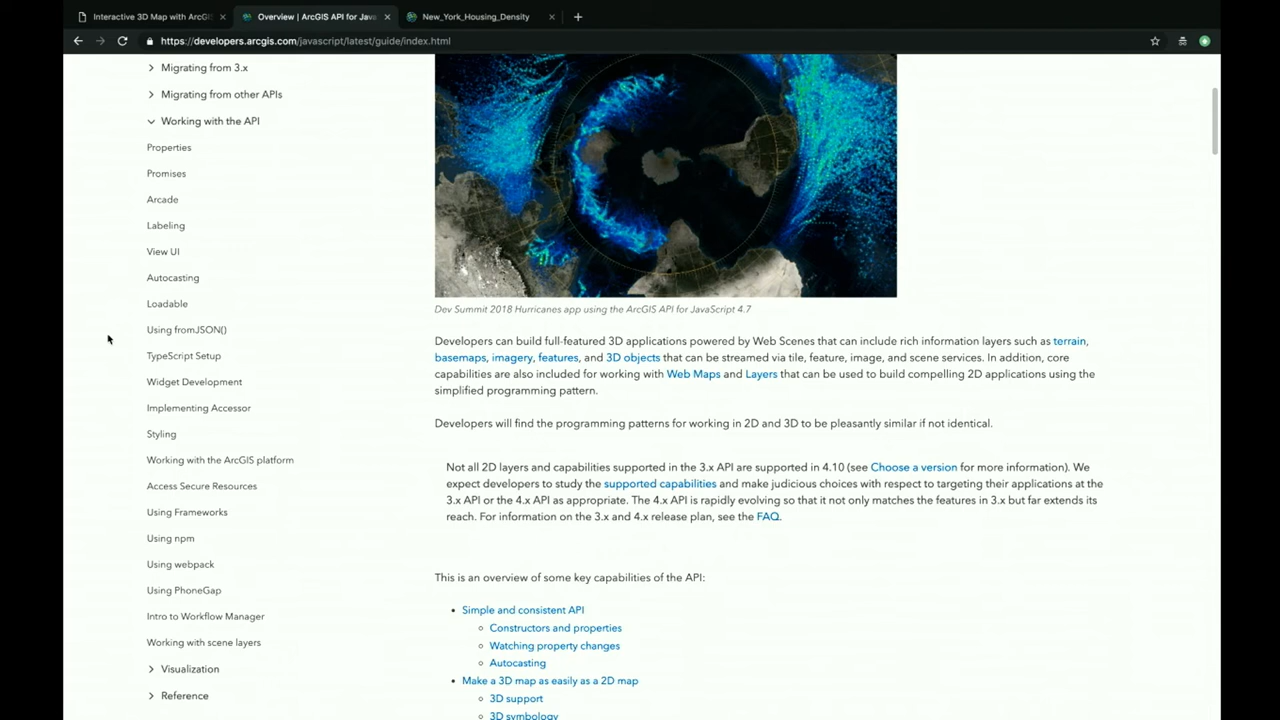 Interactive 3D Map with ArcGI
Overview | ArcGIS API for Java
New_York_Housing_Density
https://developers.arcgis.com/javascript/latest/guide/index.html
Migrating from 3.x
Migrating from other APIs
Working with the API
Properties
Promises
Arcade
Labeling
View UI
Autocasting
Loadable
Using fromJSON()
TypeScript Setup
Widget Development
Implementing Accessor
Styling
Working with the ArcGIS platform
Access Secure Resources
Using Frameworks
Using npm
Using webpack
Using PhoneGap
Intro to Workflow Manager
Working with scene layers
Visualization
Reference
Dev Summit 2018 Hurricanes app using the ArcGIS API for JavaScript 4.7
Developers can build full-featured 3D applications powered by Web Scenes that can include rich information layers such as terrain,
basemaps, imagery, features, and 3D objects that can be streamed via tile, feature, image, and scene services. In addition, core
capabilities are also included for working with Web Maps and Layers that can be used to build compelling 2D applications using the
simplified programming pattern.
Developers will find the programming patterns for working in 2D and 3D to be pleasantly similar if not identical.
Not all 2D layers and capabilities supported in the 3.x API are supported in 4.10 (see Choose a version for more information). We
expect developers to study the supported capabilities and make judicious choices with respect to targeting their applications at the
3.x API or the 4.x API as appropriate. The 4.x API is rapidly evolving so that it not only matches the features in 3.x but far extends its
reach. For information on the 3.x and 4.x release plan, see the FAQ.
This is an overview of some key capabilities of the API:
Simple and consistent API
Constructors and properties
Watching property changes
Autocasting
Make a 3D map as easily as a 2D map
3D support
3D symbology